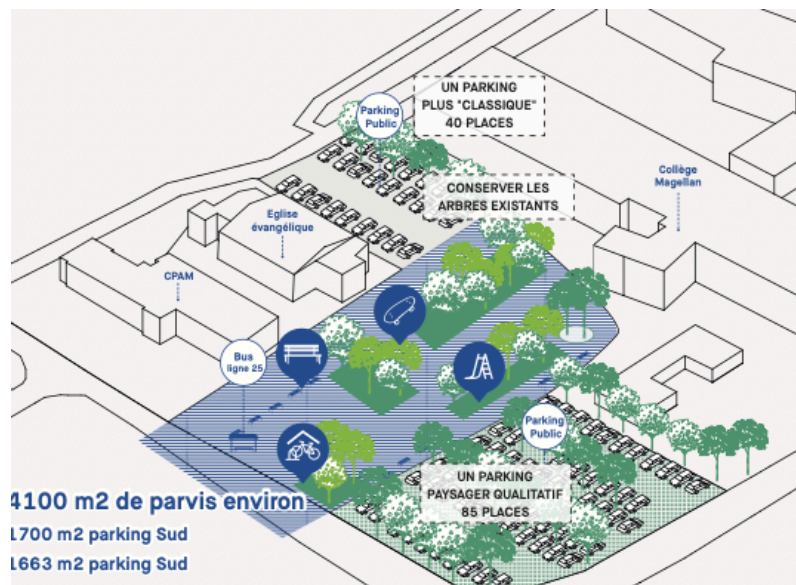 UN PARKING
PLUS "CLASSIQUE"
40 PLACES
Parking
Public
CONSERVER LES
ARBRES EXISTANTS
Collège
Magellan
Eglise
évangélique
CPAM
Bus
ligne 25
Parking
Public
UN PARKING
PAYSAGER QUALITATIF
85 PLACES
4100 m2 de parvis environ
1700 m2 parking Sud
1663 m2 parking Sud